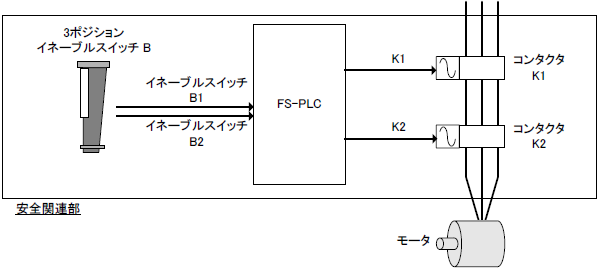 3ポジション
イネーブルスイッチ B
イネーブルスイッチ
B1
イネーブルスイッチ
B2
FS-PLC
K1
K2
コンタクタ
K1
コンタクタ
K2
安全関連部
モータ